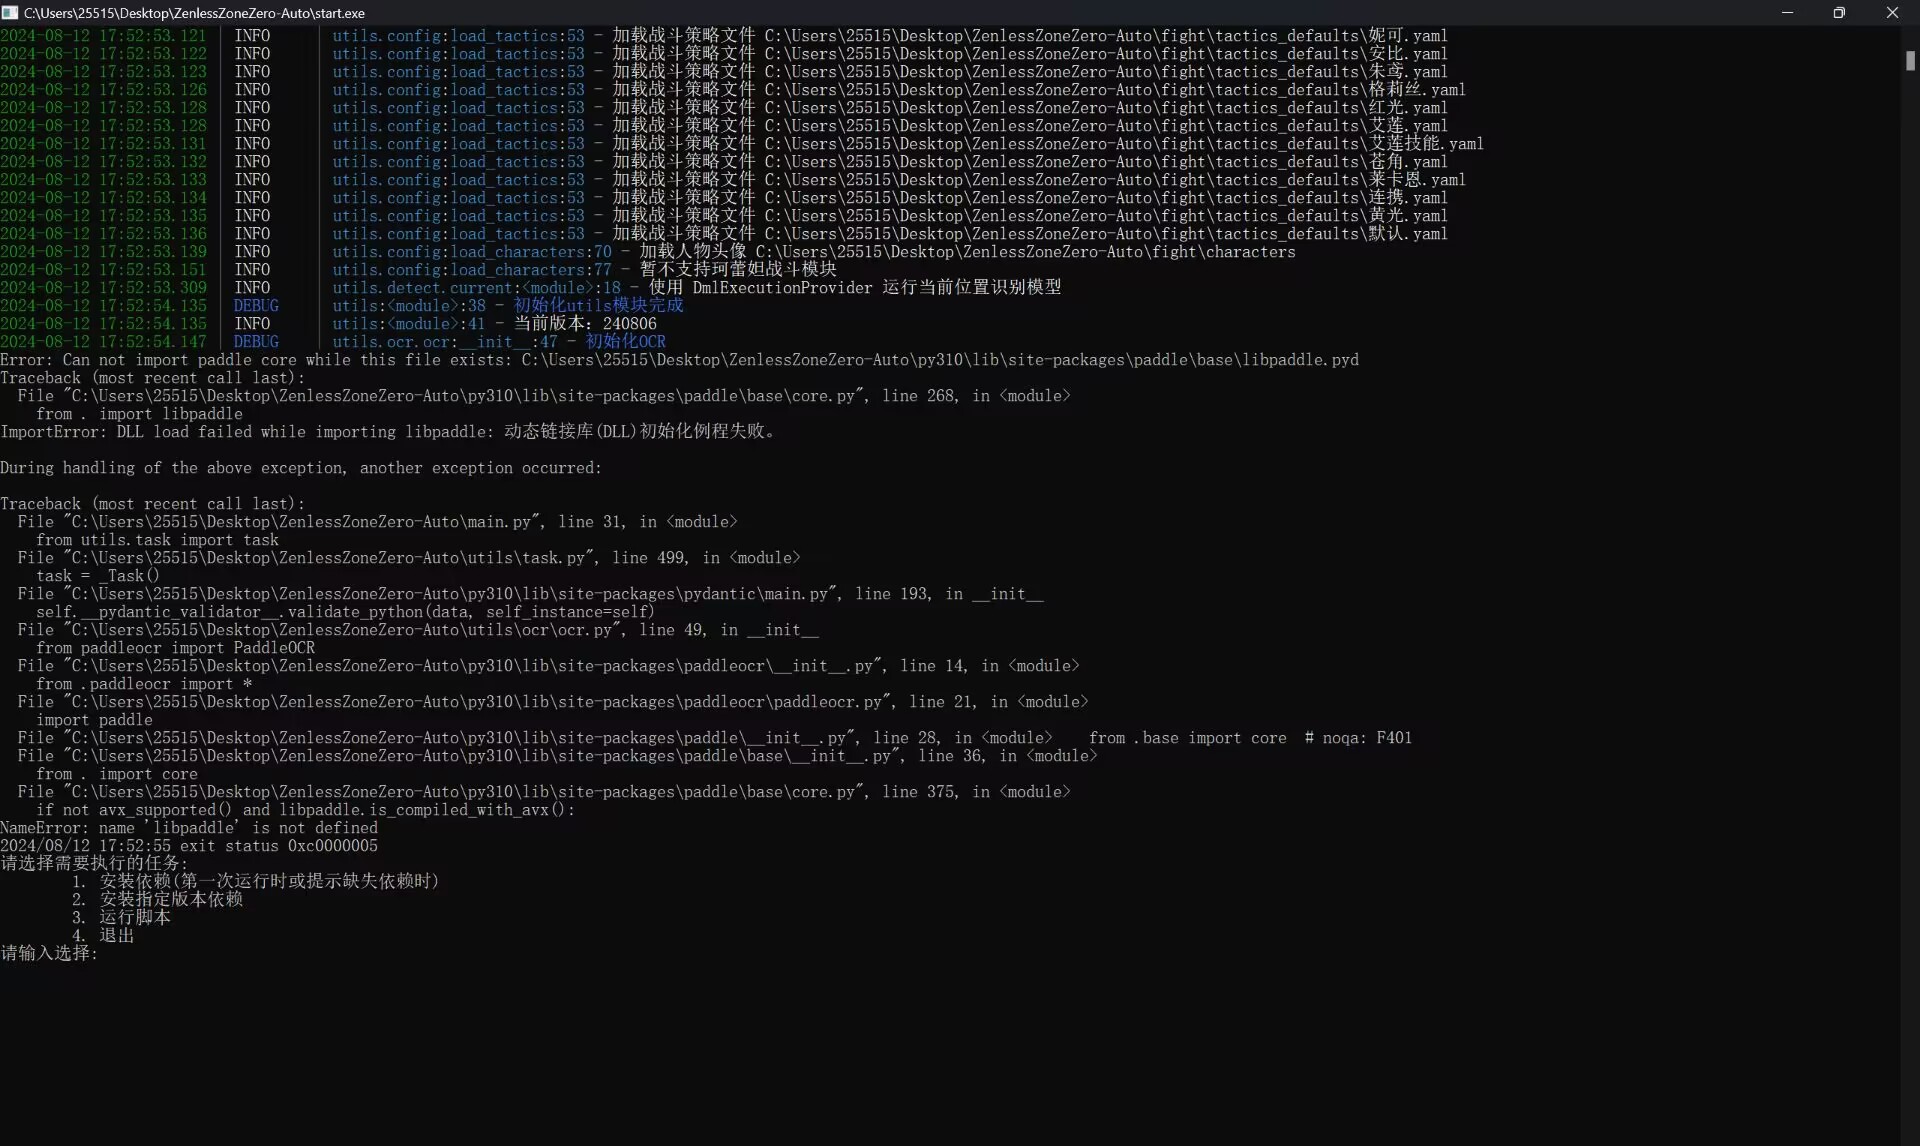 C:\Users\25515\Desktop\ZenlessZoneZero-Auto\start.exe
2024-08-12 17:52:53.121 | INFO | utils.config:load_tactics:53 - 加载战斗策略文件 C:\Users\25515\Desktop\ZenlessZoneZero-Auto\fight\tactics_defaults\妮可.yaml
2024-08-12 17:52:53.122 | INFO | utils.config:load_tactics:53 - 加载战斗策略文件 C:\Users\25515\Desktop\ZenlessZoneZero-Auto\fight\tactics_defaults\安比.yaml
2024-08-12 17:52:53.123 | INFO | utils.config:load_tactics:53 - 加载战斗策略文件 C:\Users\25515\Desktop\ZenlessZoneZero-Auto\fight\tactics_defaults\朱鸢.yaml
2024-08-12 17:52:53.126 | INFO | utils.config:load_tactics:53 - 加载战斗策略文件 C:\Users\25515\Desktop\ZenlessZoneZero-Auto\fight\tactics_defaults\格莉丝.yaml
2024-08-12 17:52:53.128 | INFO | utils.config:load_tactics:53 - 加载战斗策略文件 C:\Users\25515\Desktop\ZenlessZoneZero-Auto\fight\tactics_defaults\红光.yaml
2024-08-12 17:52:53.128 | INFO | utils.config:load_tactics:53 - 加载战斗策略文件 C:\Users\25515\Desktop\ZenlessZoneZero-Auto\fight\tactics_defaults\艾莲.yaml
2024-08-12 17:52:53.131 | INFO | utils.config:load_tactics:53 - 加载战斗策略文件 C:\Users\25515\Desktop\ZenlessZoneZero-Auto\fight\tactics_defaults\艾莲技能.yaml
2024-08-12 17:52:53.132 | INFO | utils.config:load_tactics:53 - 加载战斗策略文件 C:\Users\25515\Desktop\ZenlessZoneZero-Auto\fight\tactics_defaults\苍角.yaml
2024-08-12 17:52:53.133 | INFO | utils.config:load_tactics:53 - 加载战斗策略文件 C:\Users\25515\Desktop\ZenlessZoneZero-Auto\fight\tactics_defaults\莱卡恩.yaml
2024-08-12 17:52:53.134 | INFO | utils.config:load_tactics:53 - 加载战斗策略文件 C:\Users\25515\Desktop\ZenlessZoneZero-Auto\fight\tactics_defaults\连携.yaml
2024-08-12 17:52:53.135 | INFO | utils.config:load_tactics:53 - 加载战斗策略文件 C:\Users\25515\Desktop\ZenlessZoneZero-Auto\fight\tactics_defaults\黄光.yaml
2024-08-12 17:52:53.136 | INFO | utils.config:load_tactics:53 - 加载战斗策略文件 C:\Users\25515\Desktop\ZenlessZoneZero-Auto\fight\tactics_defaults\默认.yaml
2024-08-12 17:52:53.139 | INFO | utils.config:load_characters:70 - 加载人物头像 C:\Users\25515\Desktop\ZenlessZoneZero-Auto\fight\characters
2024-08-12 17:52:53.151 | INFO | utils.config:load_characters:77 - 暂不支持珂蕾妲战斗模块
2024-08-12 17:52:53.309 | INFO | utils.detect.current:<module>:18 - 使用 DmlExecutionProvider 运行当前位置识别模型
2024-08-12 17:52:54.135 | DEBUG | utils:<module>:38 - 初始化utils模块完成
2024-08-12 17:52:54.135 | INFO | utils:<module>:41 - 当前版本: 240806
2024-08-12 17:52:54.147 | DEBUG | utils.ocr.ocr:__init__:47 - 初始化OCR
Error: Can not import paddle core while this file exists: C:\Users\25515\Desktop\ZenlessZoneZero-Auto\py310\lib\site-packages\paddle\base\libpaddle.pyd
Traceback (most recent call last):
File "C:\Users\25515\Desktop\ZenlessZoneZero-Auto\py310\lib\site-packages\paddle\base\core.py", line 268, in <module>
from . import libpaddle
ImportError: DLL load failed while importing libpaddle: 动态链接库(DLL)初始化例程失败。
During handling of the above exception, another exception occurred:
Traceback (most recent call last):
File "C:\Users\25515\Desktop\ZenlessZoneZero-Auto\main.py", line 31, in <module>
from utils.task import task
File "C:\Users\25515\Desktop\ZenlessZoneZero-Auto\utils\task.py", line 499, in <module>
task = _Task()
File "C:\Users\25515\Desktop\ZenlessZoneZero-Auto\py310\lib\site-packages\pydantic\main.py", line 193, in __init__
self.__pydantic_validator__.validate_python(data, self_instance=self)
File "C:\Users\25515\Desktop\ZenlessZoneZero-Auto\utils\ocr\ocr.py", line 49, in __init__
from paddleocr import PaddleOCR
File "C:\Users\25515\Desktop\ZenlessZoneZero-Auto\py310\lib\site-packages\paddleocr\__init__.py", line 14, in <module>
from .paddleocr import *
File "C:\Users\25515\Desktop\ZenlessZoneZero-Auto\py310\lib\site-packages\paddleocr\paddleocr.py", line 21, in <module>
import paddle
File "C:\Users\25515\Desktop\ZenlessZoneZero-Auto\py310\lib\site-packages\paddle\__init__.py", line 28, in <module>    from .base import core  # noqa: F401
File "C:\Users\25515\Desktop\ZenlessZoneZero-Auto\py310\lib\site-packages\paddle\base\__init__.py", line 36, in <module>
from . import core
File "C:\Users\25515\Desktop\ZenlessZoneZero-Auto\py310\lib\site-packages\paddle\base\core.py", line 375, in <module>
if not avx_supported() and libpaddle.is_compiled_with_avx():
NameError: name 'libpaddle' is not defined
2024/08/12 17:52:55 exit status 0xc0000005
请选择需要执行的任务:
1. 安装依赖(第一次运行时或提示缺失依赖时)
2. 安装指定版本依赖
3. 运行脚本
4. 退出
请输入选择: